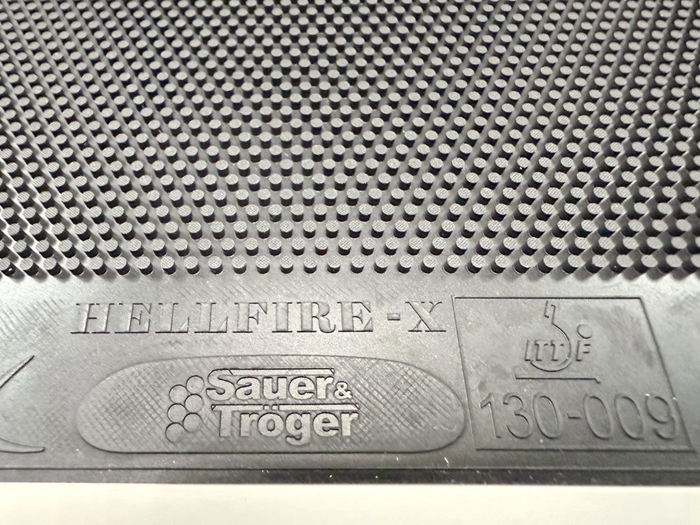 HELLFIRE-X
Sauer&
Tröger
ITTF
130-009